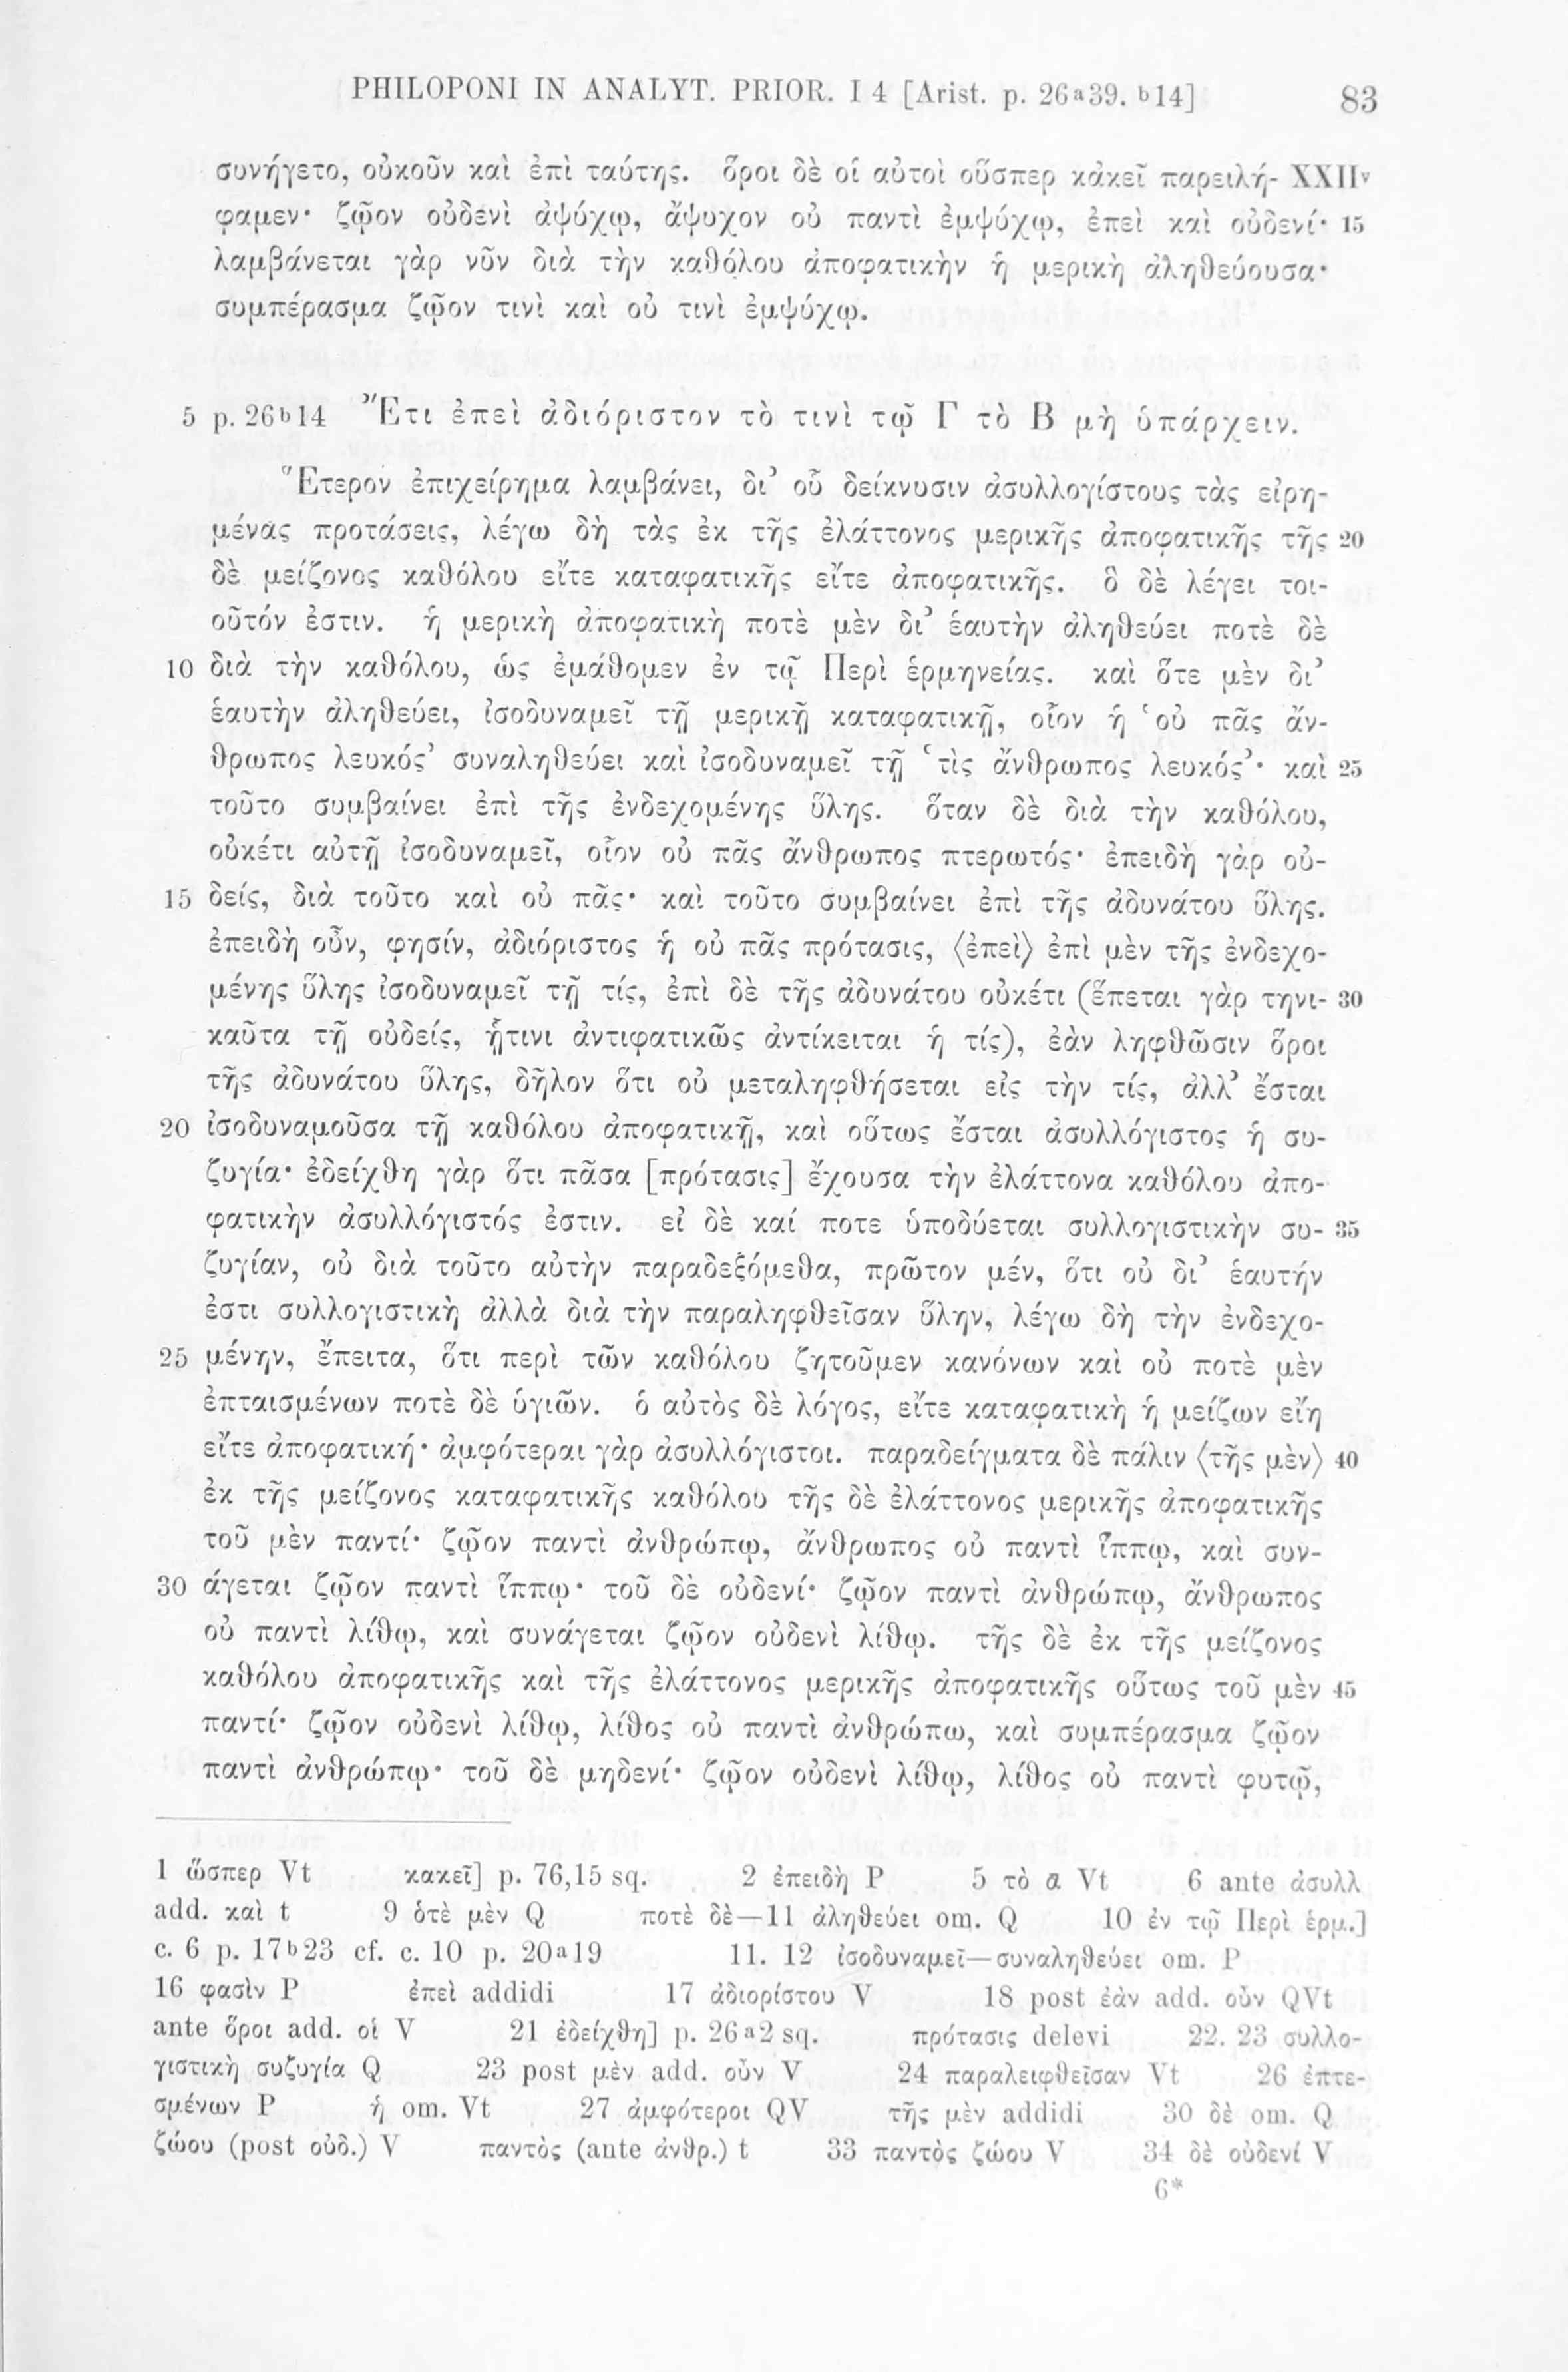 PHILOPONI IN ANALYT. PRIOR. I 4 [Arist. p. 26a39. b14] 83
συνήγετο, οὐκοῦν καὶ ἐπὶ ταύτης. ὅροι δὲ οἱ αὐτοὶ οὕσπερ κἀκεῖ παρειλή- XXIIv
φαμεν· ζῷον οὐδενὶ ἀψύχῳ, ἄψυχον οὐ παντὶ ἐμψύχῳ, ἐπεὶ καὶ οὐδενί· 15
λαμβάνεται γὰρ νῦν διὰ τὴν καθόλου ἀποφατικὴν ἡ μερικὴ ἀληθεύουσα·
συμπέρασμα ζῷον τινὶ καὶ οὐ τινὶ ἐμψύχῳ.
5 p. 26b14 Ἔτι ἐπεὶ ἀδιόριστον τὸ τινὶ τῷ Γ τὸ Β μὴ ὑπάρχειν.
Ἕτερον ἐπιχείρημα λαμβάνει, δι’ οὗ δείκνυσιν ἀσυλλογίστους τὰς εἰρη-
μένας προτάσεις, λέγω δὴ τὰς ἐκ τῆς ἐλάττονος μερικῆς ἀποφατικῆς τῆς 20
δὲ μείζονος καθόλου εἴτε καταφατικῆς εἴτε ἀποφατικῆς. ὃ δὲ λέγει τοι-
οῦτόν ἐστιν. ἡ μερικὴ ἀποφατικὴ ποτὲ μὲν δι’ ἑαυτὴν ἀληθεύει ποτὲ δὲ
10 διὰ τὴν καθόλου, ὡς ἐμάθομεν ἐν τῷ Περὶ ἑρμηνείας. καὶ ὅτε μὲν δι’
ἑαυτὴν ἀληθεύει, ἰσοδυναμεῖ τῇ μερικῇ καταφατικῇ, οἷον ἡ ‘οὐ πᾶς ἄν-
θρωπος λευκός’ συναληθεύει καὶ ἰσοδυναμεῖ τῇ ‘τὶς ἄνθρωπος λευκός’· καὶ 25
τοῦτο συμβαίνει ἐπὶ τῆς ἐνδεχομένης ὕλης. ὅταν δὲ διὰ τὴν καθόλου,
οὐκέτι αὐτῇ ἰσοδυναμεῖ, οἷον οὐ πᾶς ἄνθρωπος πτερωτός· ἐπειδὴ γὰρ οὐ-
15 δείς, διὰ τοῦτο καὶ οὐ πᾶς· καὶ τοῦτο συμβαίνει ἐπὶ τῆς ἀδυνάτου ὕλης.
ἐπειδὴ οὖν, φησίν, ἀδιόριστος ἡ οὐ πᾶς πρότασις, ⟨ἐπεὶ⟩ ἐπὶ μὲν τῆς ἐνδεχο-
μένης ὕλης ἰσοδυναμεῖ τῇ τίς, ἐπὶ δὲ τῆς ἀδυνάτου οὐκέτι (ἕπεται γὰρ τηνι- 30
καῦτα τῇ οὐδείς, ᾗτινι ἀντιφατικῶς ἀντίκειται ἡ τίς), ἐὰν ληφθῶσιν ὅροι
τῆς ἀδυνάτου ὕλης, δῆλον ὅτι οὐ μεταληφθήσεται εἰς τὴν τίς, ἀλλ’ ἔσται
20 ἰσοδυναμοῦσα τῇ καθόλου ἀποφατικῇ, καὶ οὕτως ἔσται ἀσυλλόγιστος ἡ συ-
ζυγία· ἐδείχθη γὰρ ὅτι πᾶσα [πρότασις] ἔχουσα τὴν ἐλάττονα καθόλου ἀπο-
φατικὴν ἀσυλλόγιστός ἐστιν. εἰ δὲ καί ποτε ὑποδύεται συλλογιστικὴν συ- 35
ζυγίαν, οὐ διὰ τοῦτο αὐτὴν παραδεξόμεθα, πρῶτον μέν, ὅτι οὐ δι’ ἑαυτήν
ἐστι συλλογιστικὴ ἀλλὰ διὰ τὴν παραληφθεῖσαν ὕλην, λέγω δὴ τὴν ἐνδεχο-
25 μένην, ἔπειτα, ὅτι περὶ τῶν καθόλου ζητοῦμεν κανόνων καὶ οὐ ποτὲ μὲν
ἐπταισμένων ποτὲ δὲ ὑγιῶν. ὁ αὐτὸς δὲ λόγος, εἴτε καταφατικὴ ἡ μείζων εἴη
εἴτε ἀποφατική· ἀμφότεραι γὰρ ἀσυλλόγιστοι. παραδείγματα δὲ πάλιν ⟨τῆς μὲν⟩ 40
ἐκ τῆς μείζονος καταφατικῆς καθόλου τῆς δὲ ἐλάττονος μερικῆς ἀποφατικῆς
τοῦ μὲν παντί· ζῷον παντὶ ἀνθρώπῳ, ἄνθρωπος οὐ παντὶ ἵππῳ, καὶ συν-
30 άγεται ζῷον παντὶ ἵππῳ· τοῦ δὲ οὐδενί· ζῷον παντὶ ἀνθρώπῳ, ἄνθρωπος
οὐ παντὶ λίθῳ, καὶ συνάγεται ζῷον οὐδενὶ λίθῳ. τῆς δὲ ἐκ τῆς μείζονος
καθόλου ἀποφατικῆς καὶ τῆς ἐλάττονος μερικῆς ἀποφατικῆς οὕτως τοῦ μὲν 45
παντί· ζῷον οὐδενὶ λίθῳ, λίθος οὐ παντὶ ἀνθρώπω, καὶ συμπέρασμα ζῷον
παντὶ ἀνθρώπῳ· τοῦ δὲ μηδενί· ζῷον οὐδενὶ λίθῳ, λίθος οὐ παντὶ φυτῷ,
1 ὥσπερ Vt κακεῖ] p. 76,15 sq. 2 ἐπειδὴ P 5 τὸ α Vt 6 ante ἀσυλλ
add. καὶ t 9 ὁτὲ μὲν Q ποτὲ δὲ—11 ἀληθεύει om. Q 10 ἐν τῷ Περὶ ἑρμ.]
c. 6 p. 17b23 cf. c. 10 p. 20a19 11. 12 ἰσοδυναμεῖ—συναληθεύει om. P
16 φασὶν P ἐπεὶ addidi 17 ἀδιορίστου V 18 post ἐὰν add. οὖν QVt
ante ὅροι add. οἱ V 21 ἐδείχθη] p. 26a2 sq. πρότασις delevi 22. 23 συλλο-
γιστικὴ συζυγία Q 23 post μὲν add. οὖν V 24 παραλειφθεῖσαν Vt 26 ἐπτε-
σμένων P ἡ om. Vt 27 ἀμφότεροι QV τῆς μὲν addidi 30 δὲ om. Q
ζώου (post οὐδ.) V παντὸς (ante ἀνθρ.) t 33 παντὸς ζώου V 34 δὲ οὐδενί V
6*